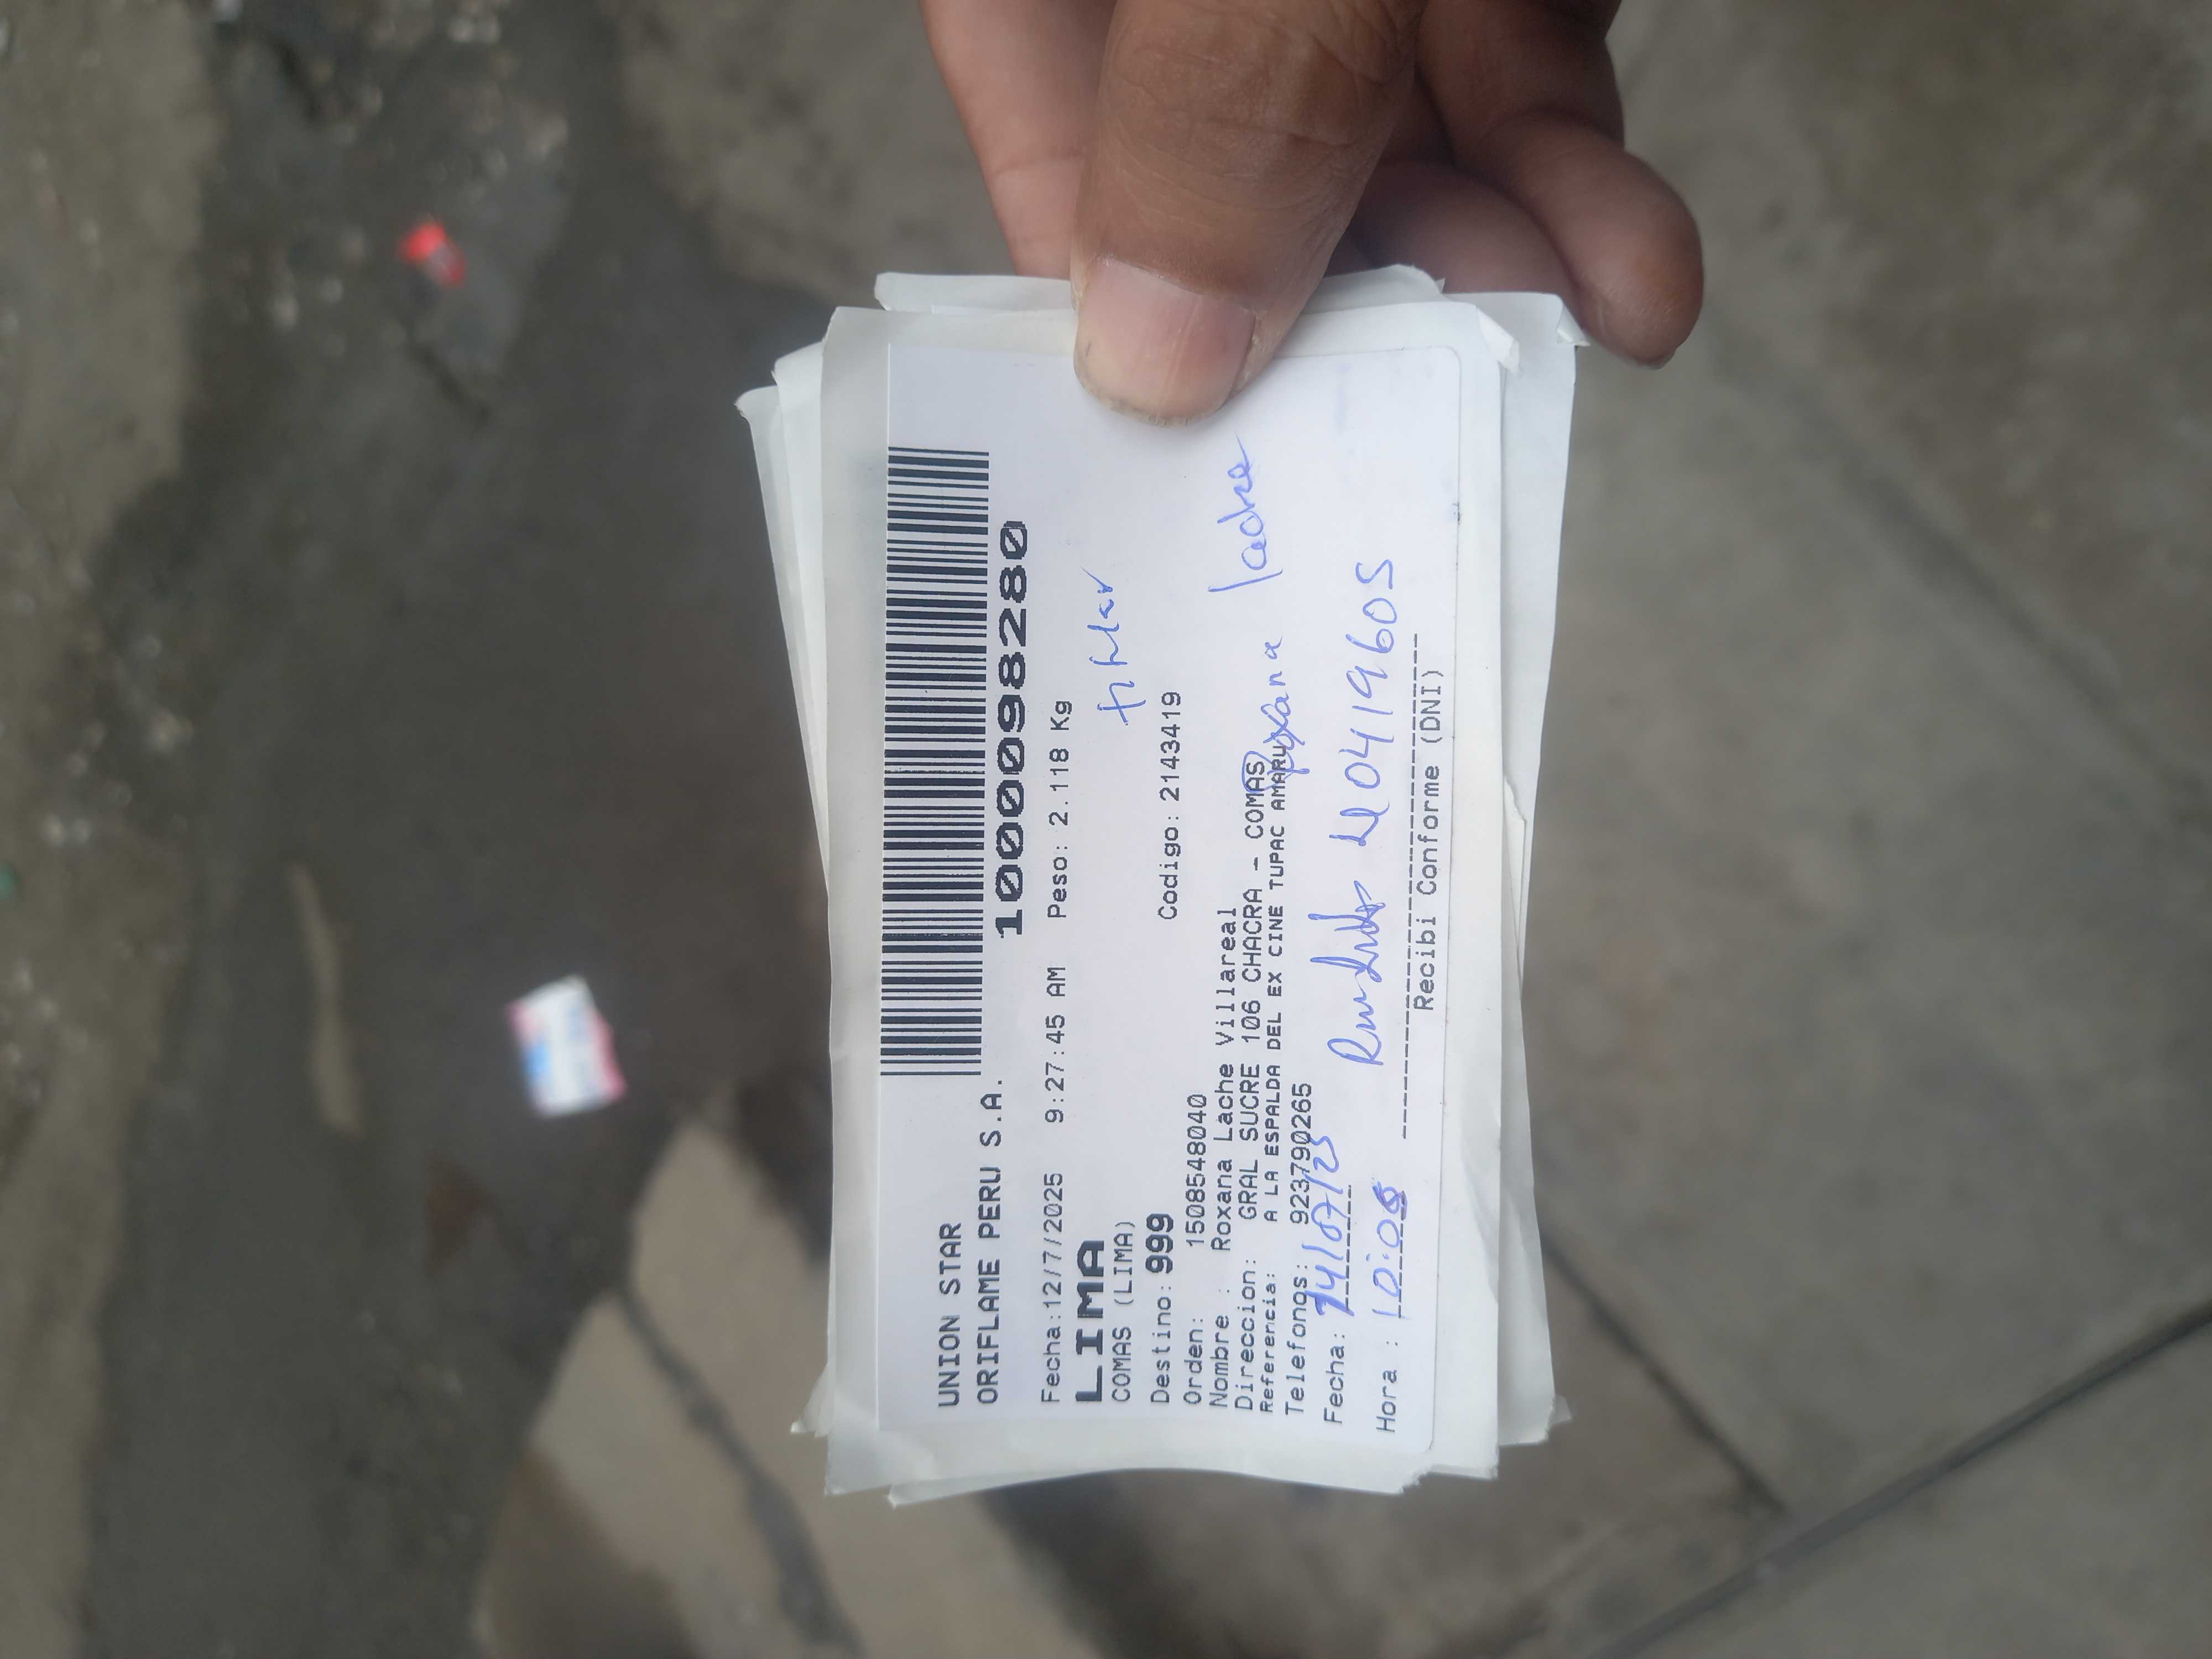 UNION STAR
ORIFLAME PERU S.A.
1000098280
Fecha:12/7/2025 9:27:45 AM Peso: 2.118 Kg
LIMA
COMAS (LIMA)
titular
Destino: 999 Codigo: 2143419
Orden: 1508548040
Nombre : Roxana Lache Villareal
Direccion: GRAL SUCRE 106 CHACRA - COMAS
Referencia: A LA ESPALDA DEL EX CINE TUPAC AMARU
Roxana Lache
Telefonos: 923790265
Fecha: 14/07/25
Hora : 10:08
Recibi Conforme (DNI)